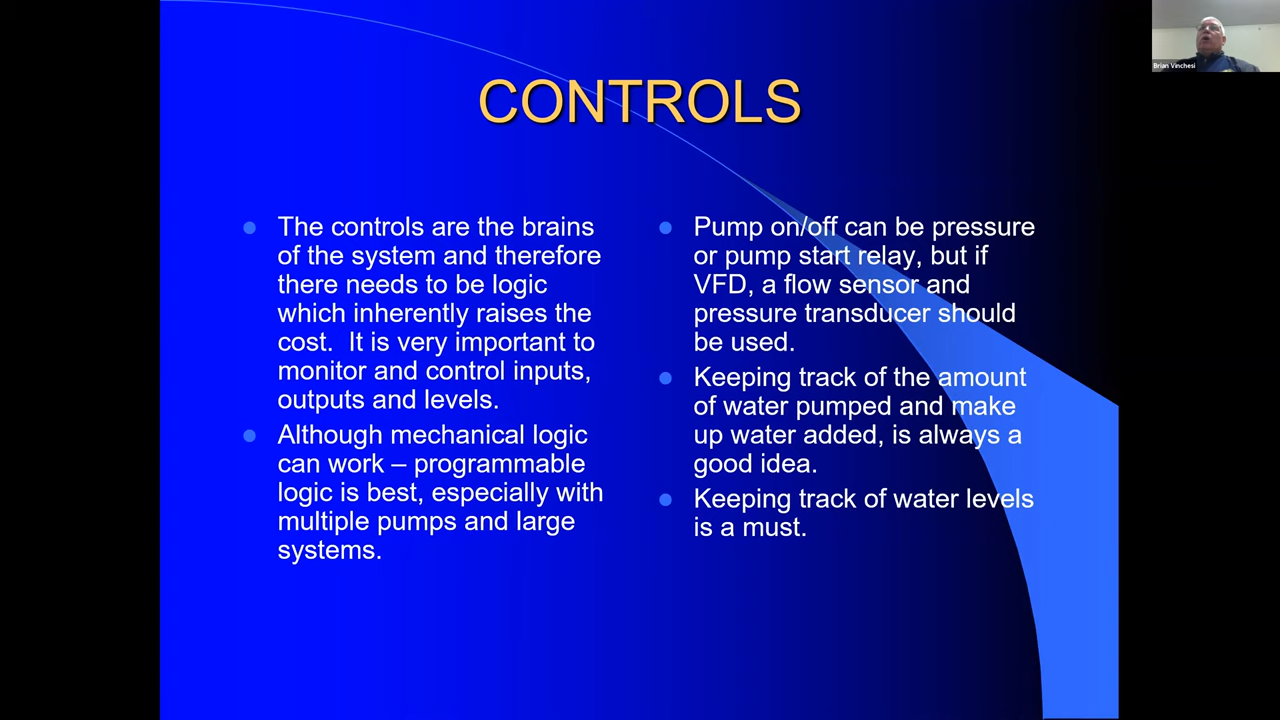 CONTROLS
The controls are the brains
of the system and therefore
there needs to be logic
which inherently raises the
cost.  It is very important to
monitor and control inputs,
outputs and levels.
Although mechanical logic
can work – programmable
logic is best, especially with
multiple pumps and large
systems.
Pump on/off can be pressure
or pump start relay, but if
VFD, a flow sensor and
pressure transducer should
be used.
Keeping track of the amount
of water pumped and make
up water added, is always a
good idea.
Keeping track of water levels
is a must.
Brian Vinchesi